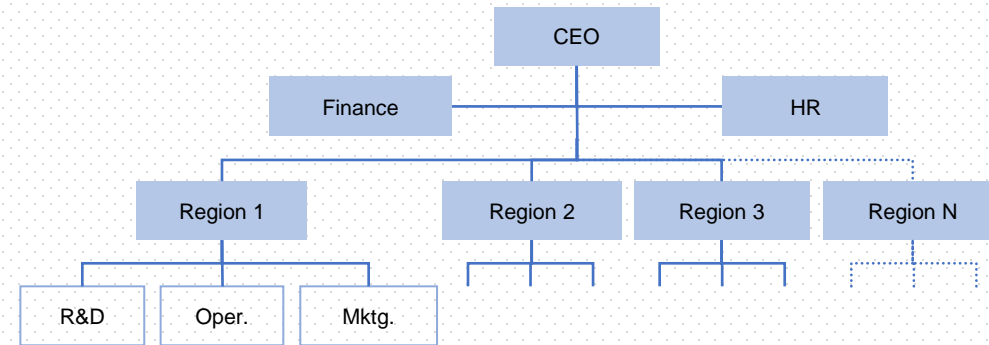 CEO
Finance
HR
Region 1
Region 2
Region 3
Region N
R&D
Oper.
Mktg.